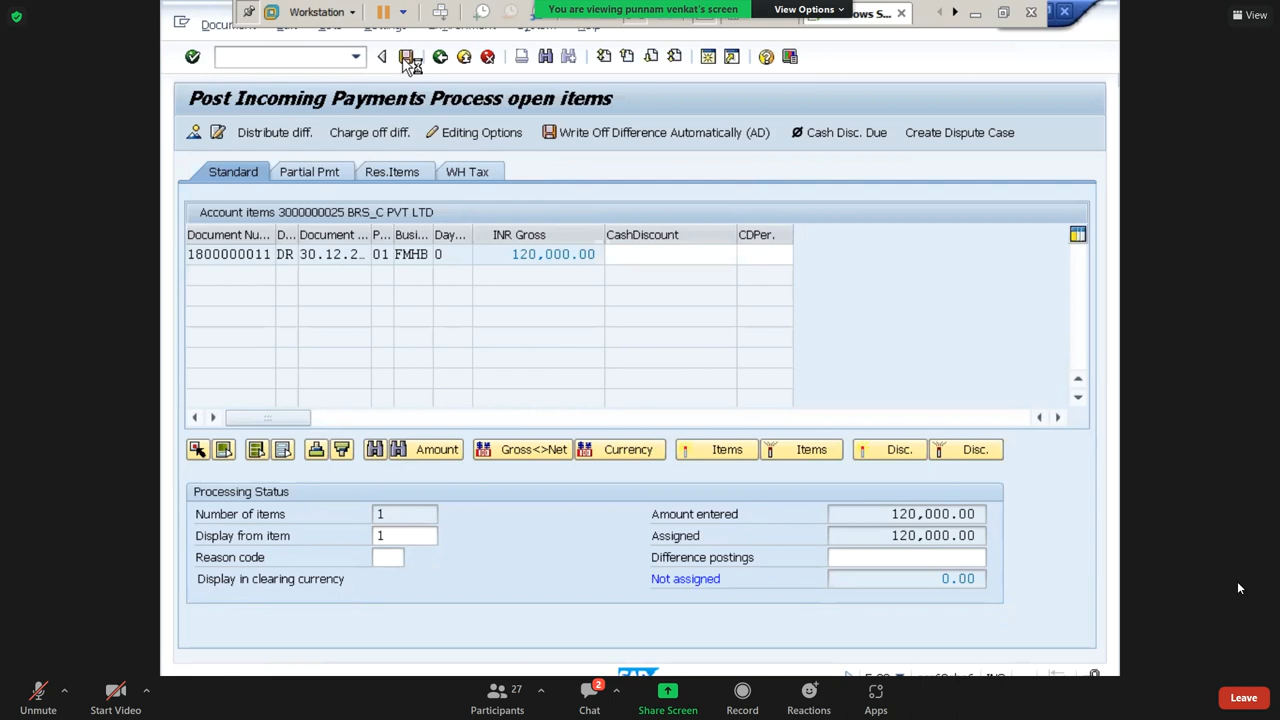 Workstation
You are viewing punnam venkat's screen
View Options
ows S...
View
Document
System
Post Incoming Payments Process open items
Distribute diff. Charge off diff. Editing Options Write Off Difference Automatically (AD) Cash Disc. Due Create Dispute Case
Standard Partial Pmt Res.Items WH Tax
Account items 3000000025 BRS_C PVT LTD
Document Nu... D... Document ... P... Busi... Day... INR Gross CashDiscount CDPer.
1800000011 DR 30.12.2... 01 FMHB 0 120,000.00
Amount Gross<>Net Currency Items Items Disc. Disc.
Processing Status
Number of items 1 Amount entered 120,000.00
Display from item 1 Assigned 120,000.00
Reason code Difference postings
Display in clearing currency Not assigned 0.00
SAP
27 2
Unmute Start Video Participants Chat Share Screen Record Reactions Apps Leave